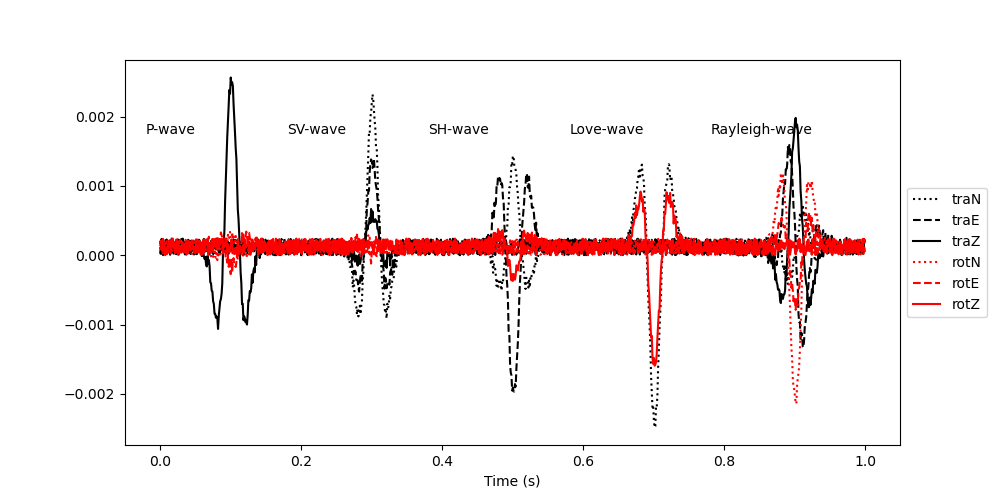 P-wave SV-wave SH-wave Love-wave Rayleigh-wave
0.002
0.001
0.000
−0.001
−0.002
0.0 0.2 0.4 0.6 0.8 1.0
Time (s)
traN
traE
traZ
rotN
rotE
rotZ